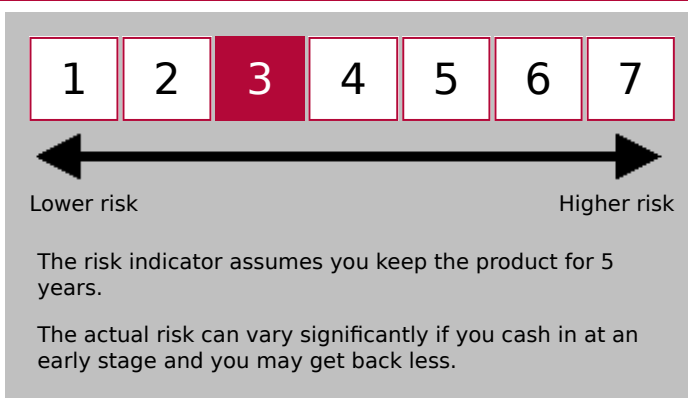 1 2 3 4 5 6 7
Lower risk Higher risk
The risk indicator assumes you keep the product for 5
years.
The actual risk can vary significantly if you cash in at an
early stage and you may get back less.